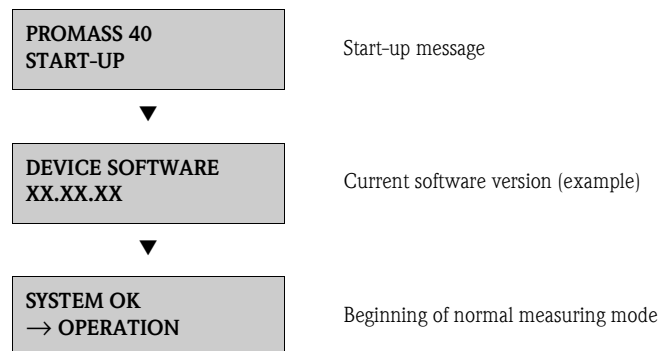 PROMASS 40
START-UP
Start-up message
▼
DEVICE SOFTWARE
XX.XX.XX
Current software version (example)
▼
SYSTEM OK
→ OPERATION
Beginning of normal measuring mode